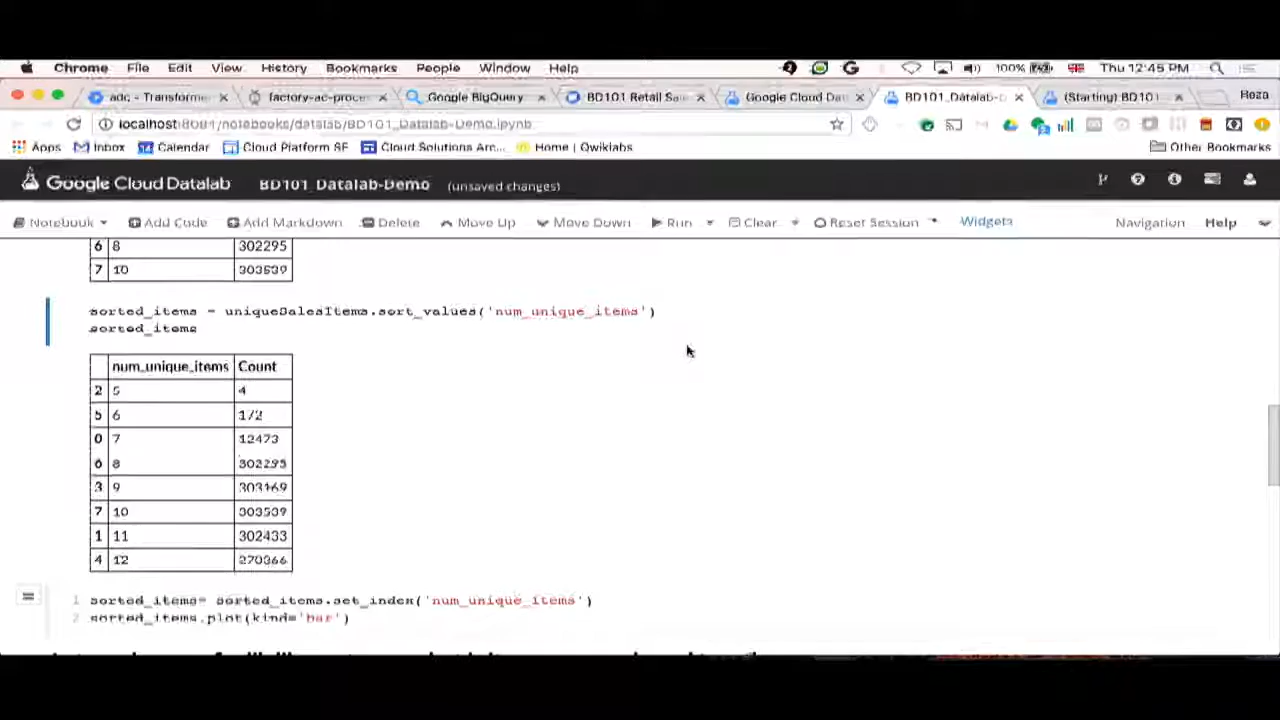 Chrome File Edit View History Bookmarks People Window Help 100% Thu 12:45 PM
adc - Transforme factory-ac-proce Google BigQuery BD101 Retail Sa Google Cloud Da BD101_Datalab-D (Starting) BD101 Reza
localhost:8081/notebooks/datalab/BD101_Datalab-Demo.ipynb
Apps Inbox Calendar Cloud Platform SF Cloud Solutions Arc... Home | Qwiklabs Other Bookmarks
Google Cloud Datalab BD101_Datalab-Demo (unsaved changes)
Notebook Add Code Add Markdown Delete Move Up Move Down Run Clear Reset Session Widgets Navigation Help
6 8 302295
7 10 303539
sorted_items = uniqueSalesItems.sort_values('num_unique_items')
sorted_items
num_unique_items Count
2 5 4
5 6 172
0 7 12473
6 8 302295
3 9 303169
7 10 303539
1 11 302433
4 12 270366
1 sorted_items= sorted_items.set_index('num_unique_items')
2 sorted_items.plot(kind='bar')